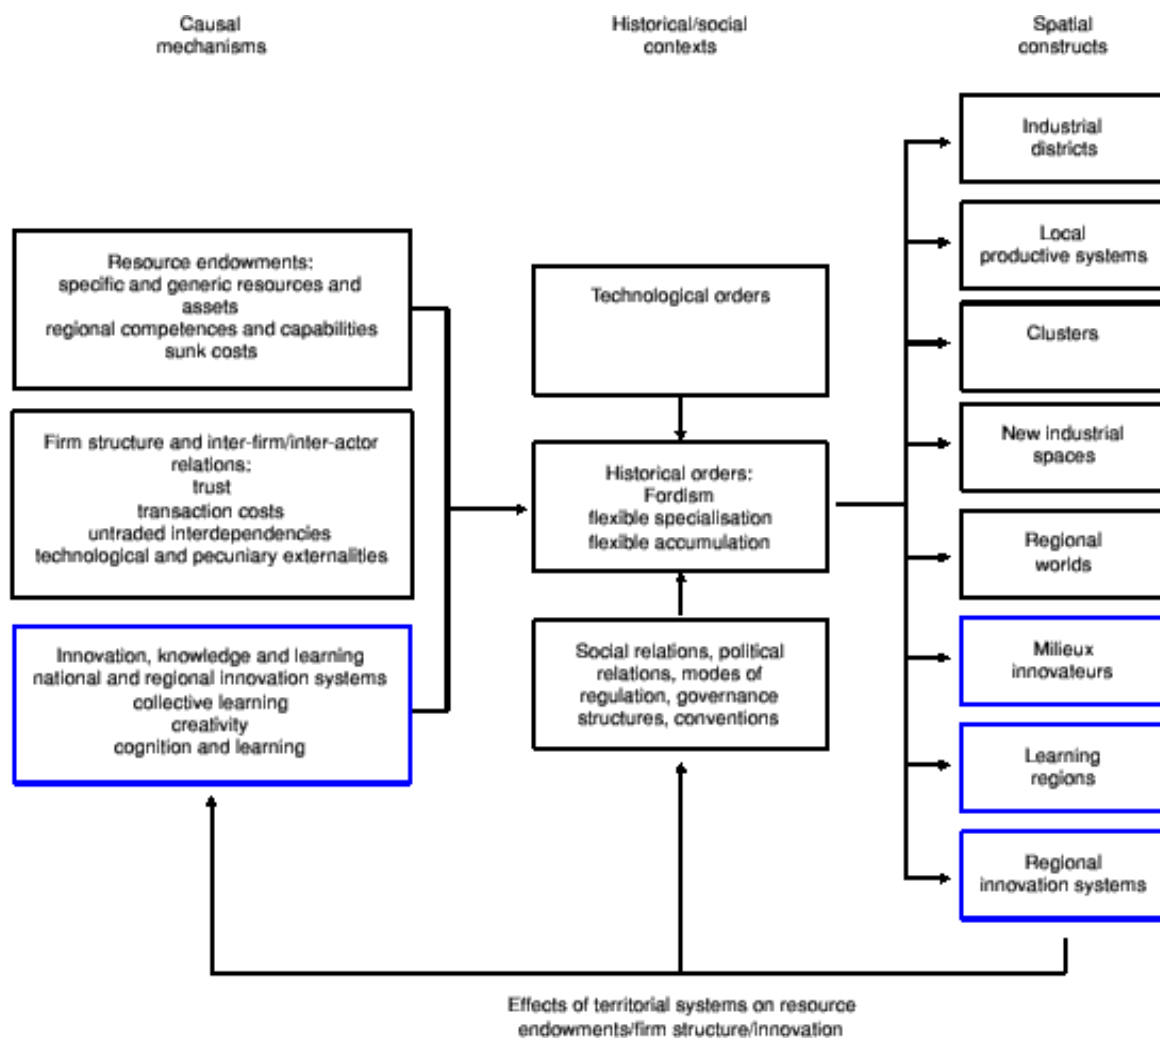 Causal
mechanisms
Historical/social
contexts
Spatial
constructs
Resource endowments:
specific and generic resources and
assets
regional competences and capabilities
sunk costs
Firm structure and inter-firm/inter-actor
relations:
trust
transaction costs
untraded interdependencies
technological and pecuniary externalities
Innovation, knowledge and learning
national and regional innovation systems
collective learning
creativity
cognition and learning
Technological orders
Historical orders:
Fordism
flexible specialisation
flexible accumulation
Social relations, political
relations, modes of
regulation, governance
structures, conventions
Industrial
districts
Local
productive systems
Clusters
New industrial
spaces
Regional
worlds
Milieux
innovateurs
Learning
regions
Regional
innovation systems
Effects of territorial systems on resource
endowments/firm structure/innovation